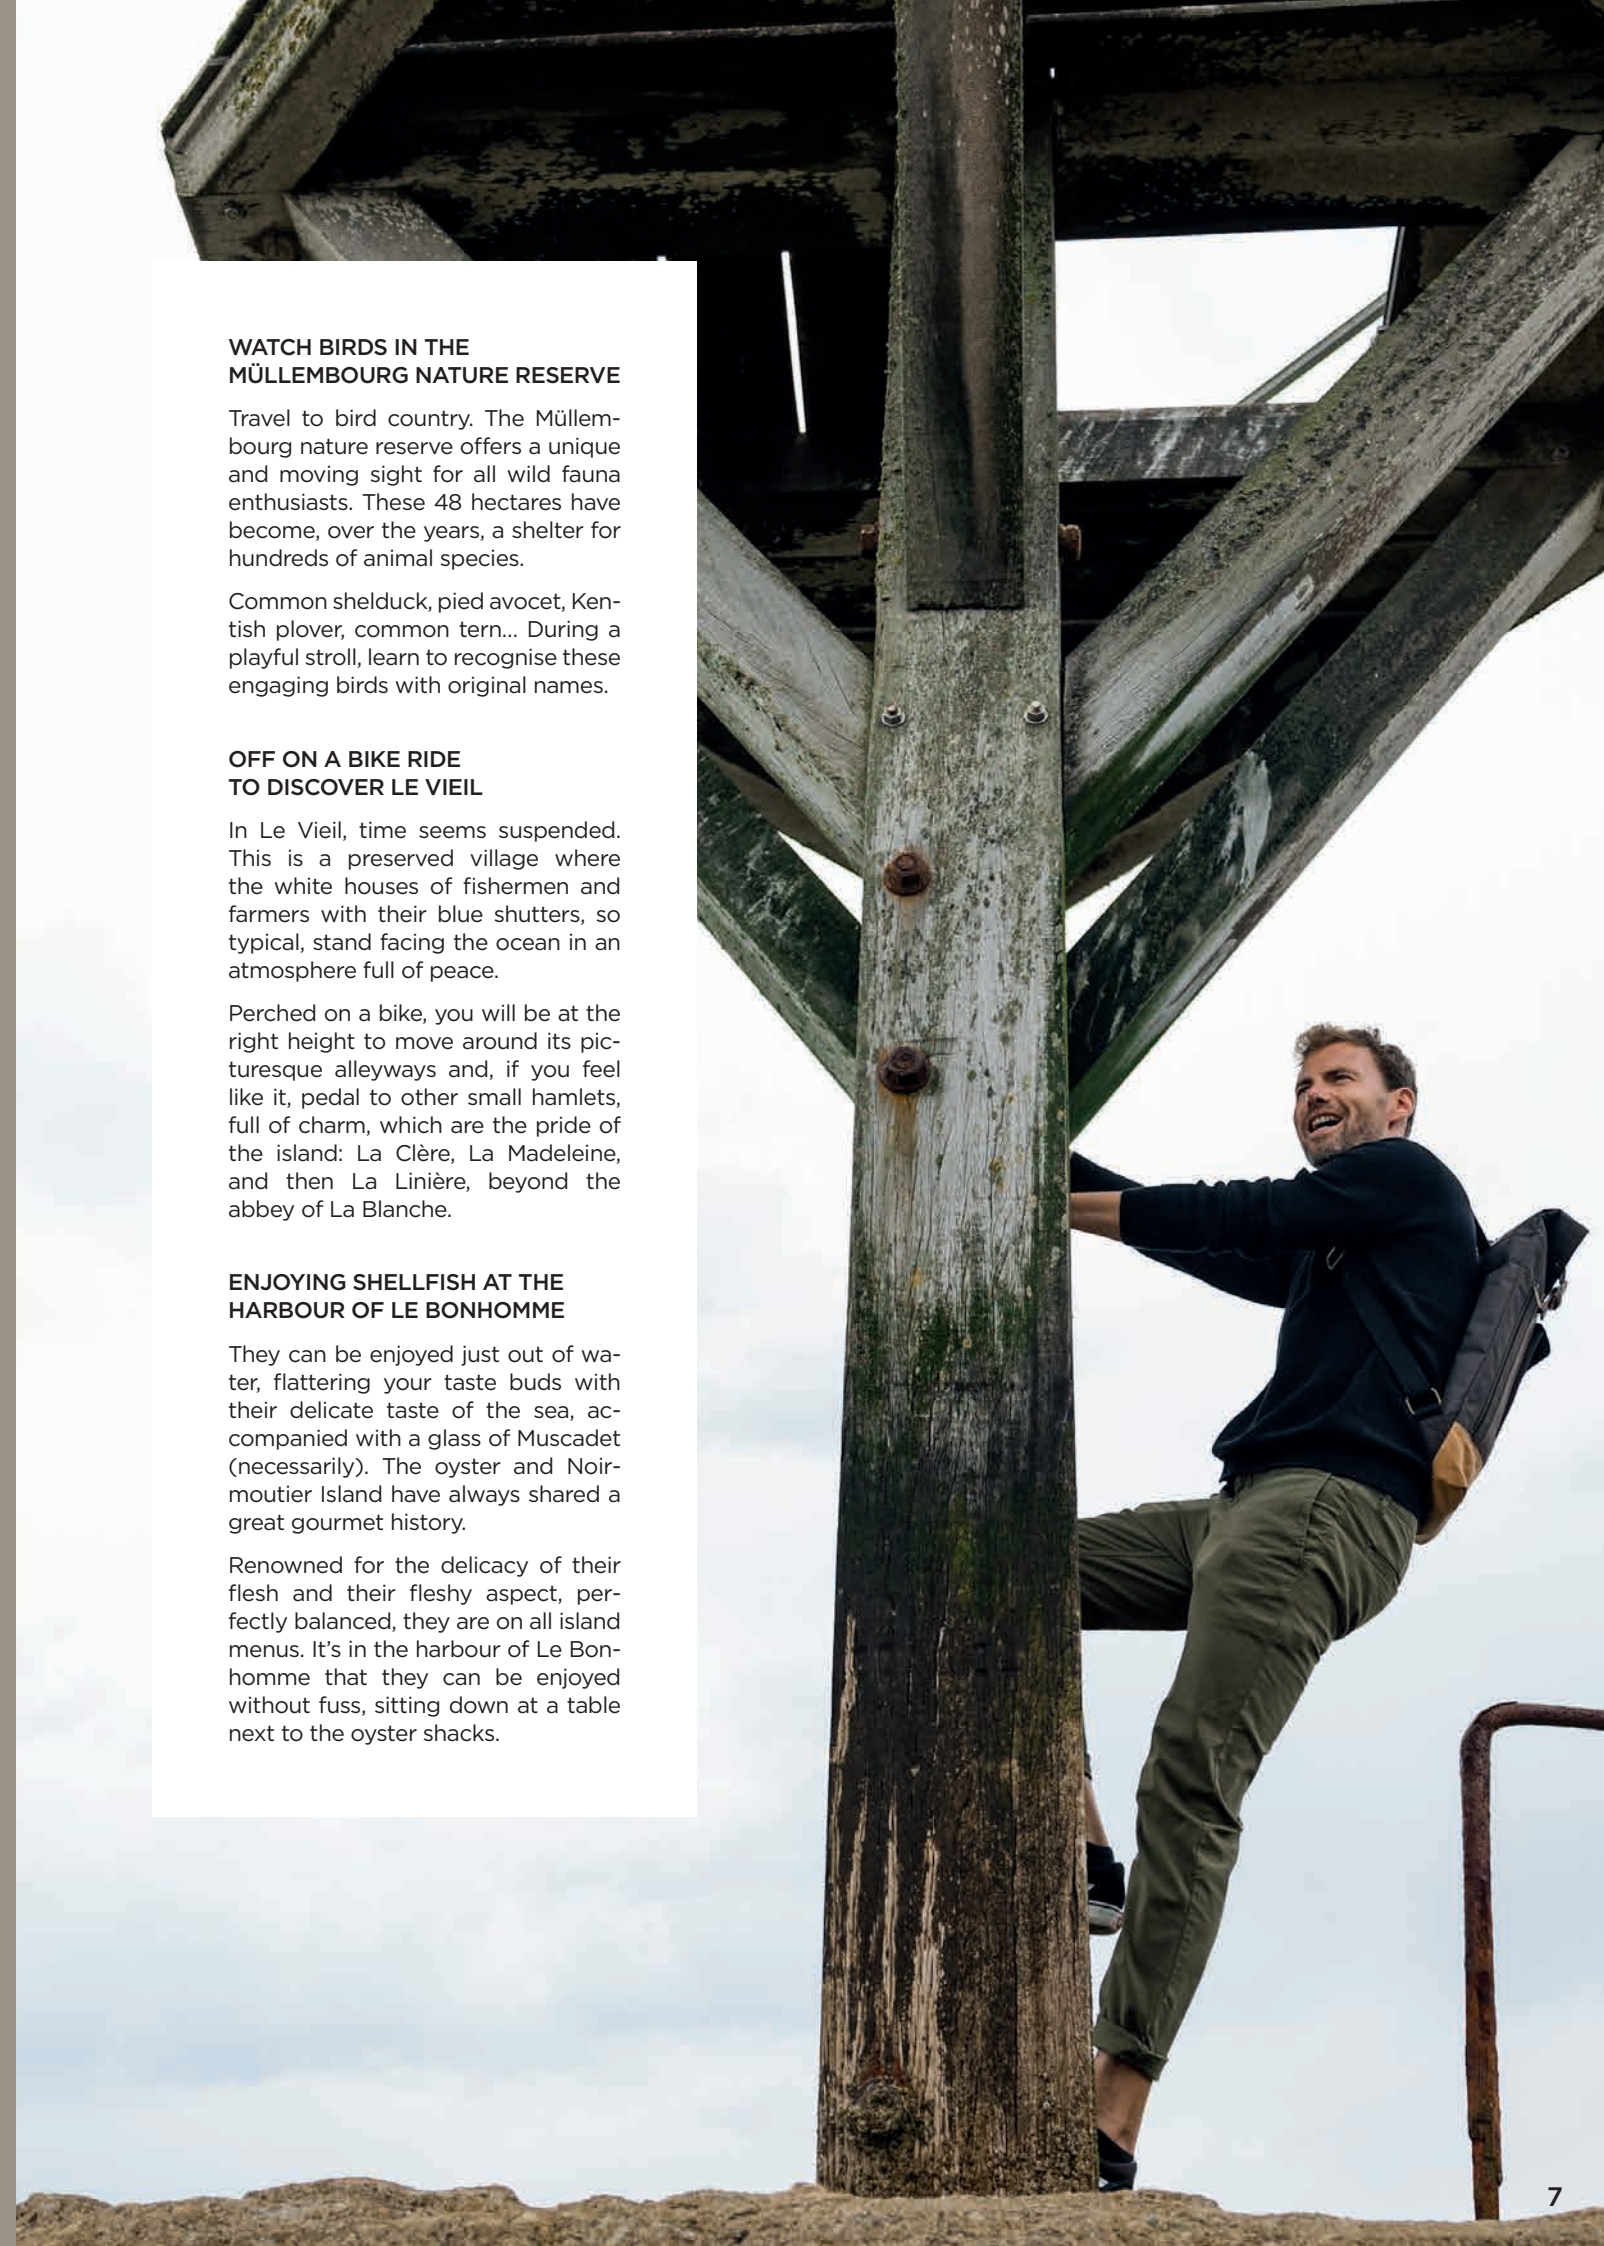 WATCH BIRDS IN THE
MÜLLEMBOURG NATURE RESERVE
Travel to bird country. The Müllem-
bourg nature reserve offers a unique
and moving sight for all wild fauna
enthusiasts. These 48 hectares have
become, over the years, a shelter for
hundreds of animal species.
Common shelduck, pied avocet, Ken-
tish plover, common tern... During a
playful stroll, learn to recognise these
engaging birds with original names.
OFF ON A BIKE RIDE
TO DISCOVER LE VIEIL
In Le Vieil, time seems suspended.
This is a preserved village where
the white houses of fishermen and
farmers with their blue shutters, so
typical, stand facing the ocean in an
atmosphere full of peace.
Perched on a bike, you will be at the
right height to move around its pic-
turesque alleyways and, if you feel
like it, pedal to other small hamlets,
full of charm, which are the pride of
the island: La Clère, La Madeleine,
and then La Linière, beyond the
abbey of La Blanche.
ENJOYING SHELLFISH AT THE
HARBOUR OF LE BONHOMME
They can be enjoyed just out of wa-
ter, flattering your taste buds with
their delicate taste of the sea, ac-
companied with a glass of Muscadet
(necessarily). The oyster and Noir-
moutier Island have always shared a
great gourmet history.
Renowned for the delicacy of their
flesh and their fleshy aspect, per-
fectly balanced, they are on all island
menus. It’s in the harbour of Le Bon-
homme that they can be enjoyed
without fuss, sitting down at a table
next to the oyster shacks.
7